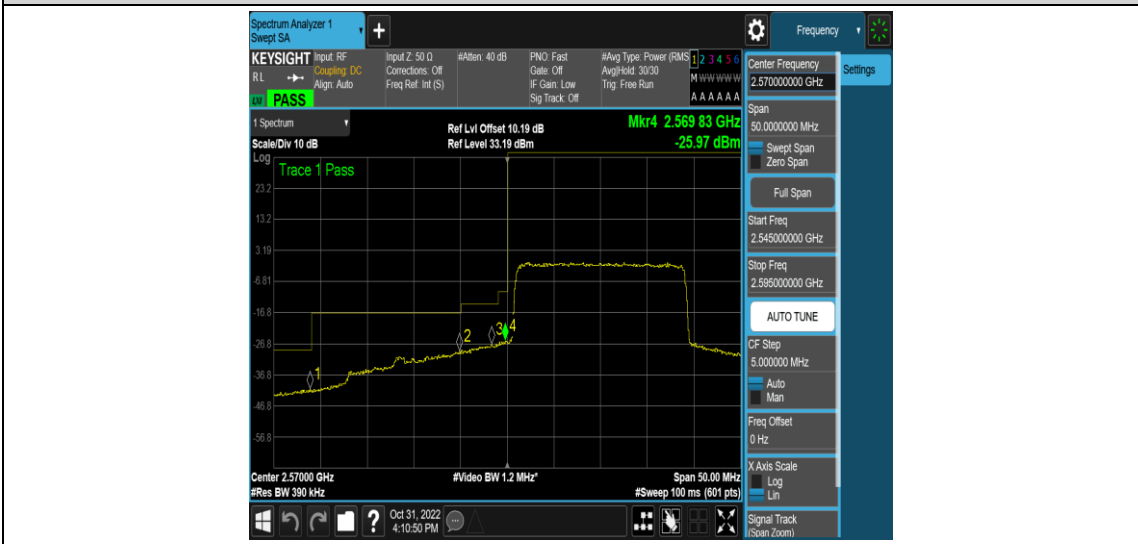 Spectrum Analyzer 1
Swept SA
+
Frequency
KEYSIGHT
RL
LXI PASS
Input: RF
Coupling: DC
Align: Auto
Input Z: 50 Ω
Corrections: Off
Freq Ref: Int (S)
#Atten: 40 dB
PNO: Fast
Gate: Off
IF Gain: Low
Sig Track: Off
#Avg Type: Power (RMS
Avg|Hold: 30/30
Trig: Free Run
1 2 3 4 5 6
M W W W W W
A A A A A A
1 Spectrum
Scale/Div 10 dB
Ref Lvl Offset 10.19 dB
Ref Level 33.19 dBm
Mkr4 2.569 83 GHz
-25.97 dBm
Log
Trace 1 Pass
23.2
13.2
3.19
-6.81
-16.8
-26.8
-36.8
-46.8
-56.8
1
2
3
4
Center 2.57000 GHz
#Res BW 390 kHz
#Video BW 1.2 MHz*
Span 50.00 MHz
#Sweep 100 ms (601 pts)
?
Oct 31, 2022
4:10:50 PM
Center Frequency
2.570000000 GHz
Settings
Span
50.0000000 MHz
Swept Span
Zero Span
Full Span
Start Freq
2.545000000 GHz
Stop Freq
2.595000000 GHz
AUTO TUNE
CF Step
5.000000 MHz
Auto
Man
Freq Offset
0 Hz
X Axis Scale
Log
Lin
Signal Track
(Span Zoom)